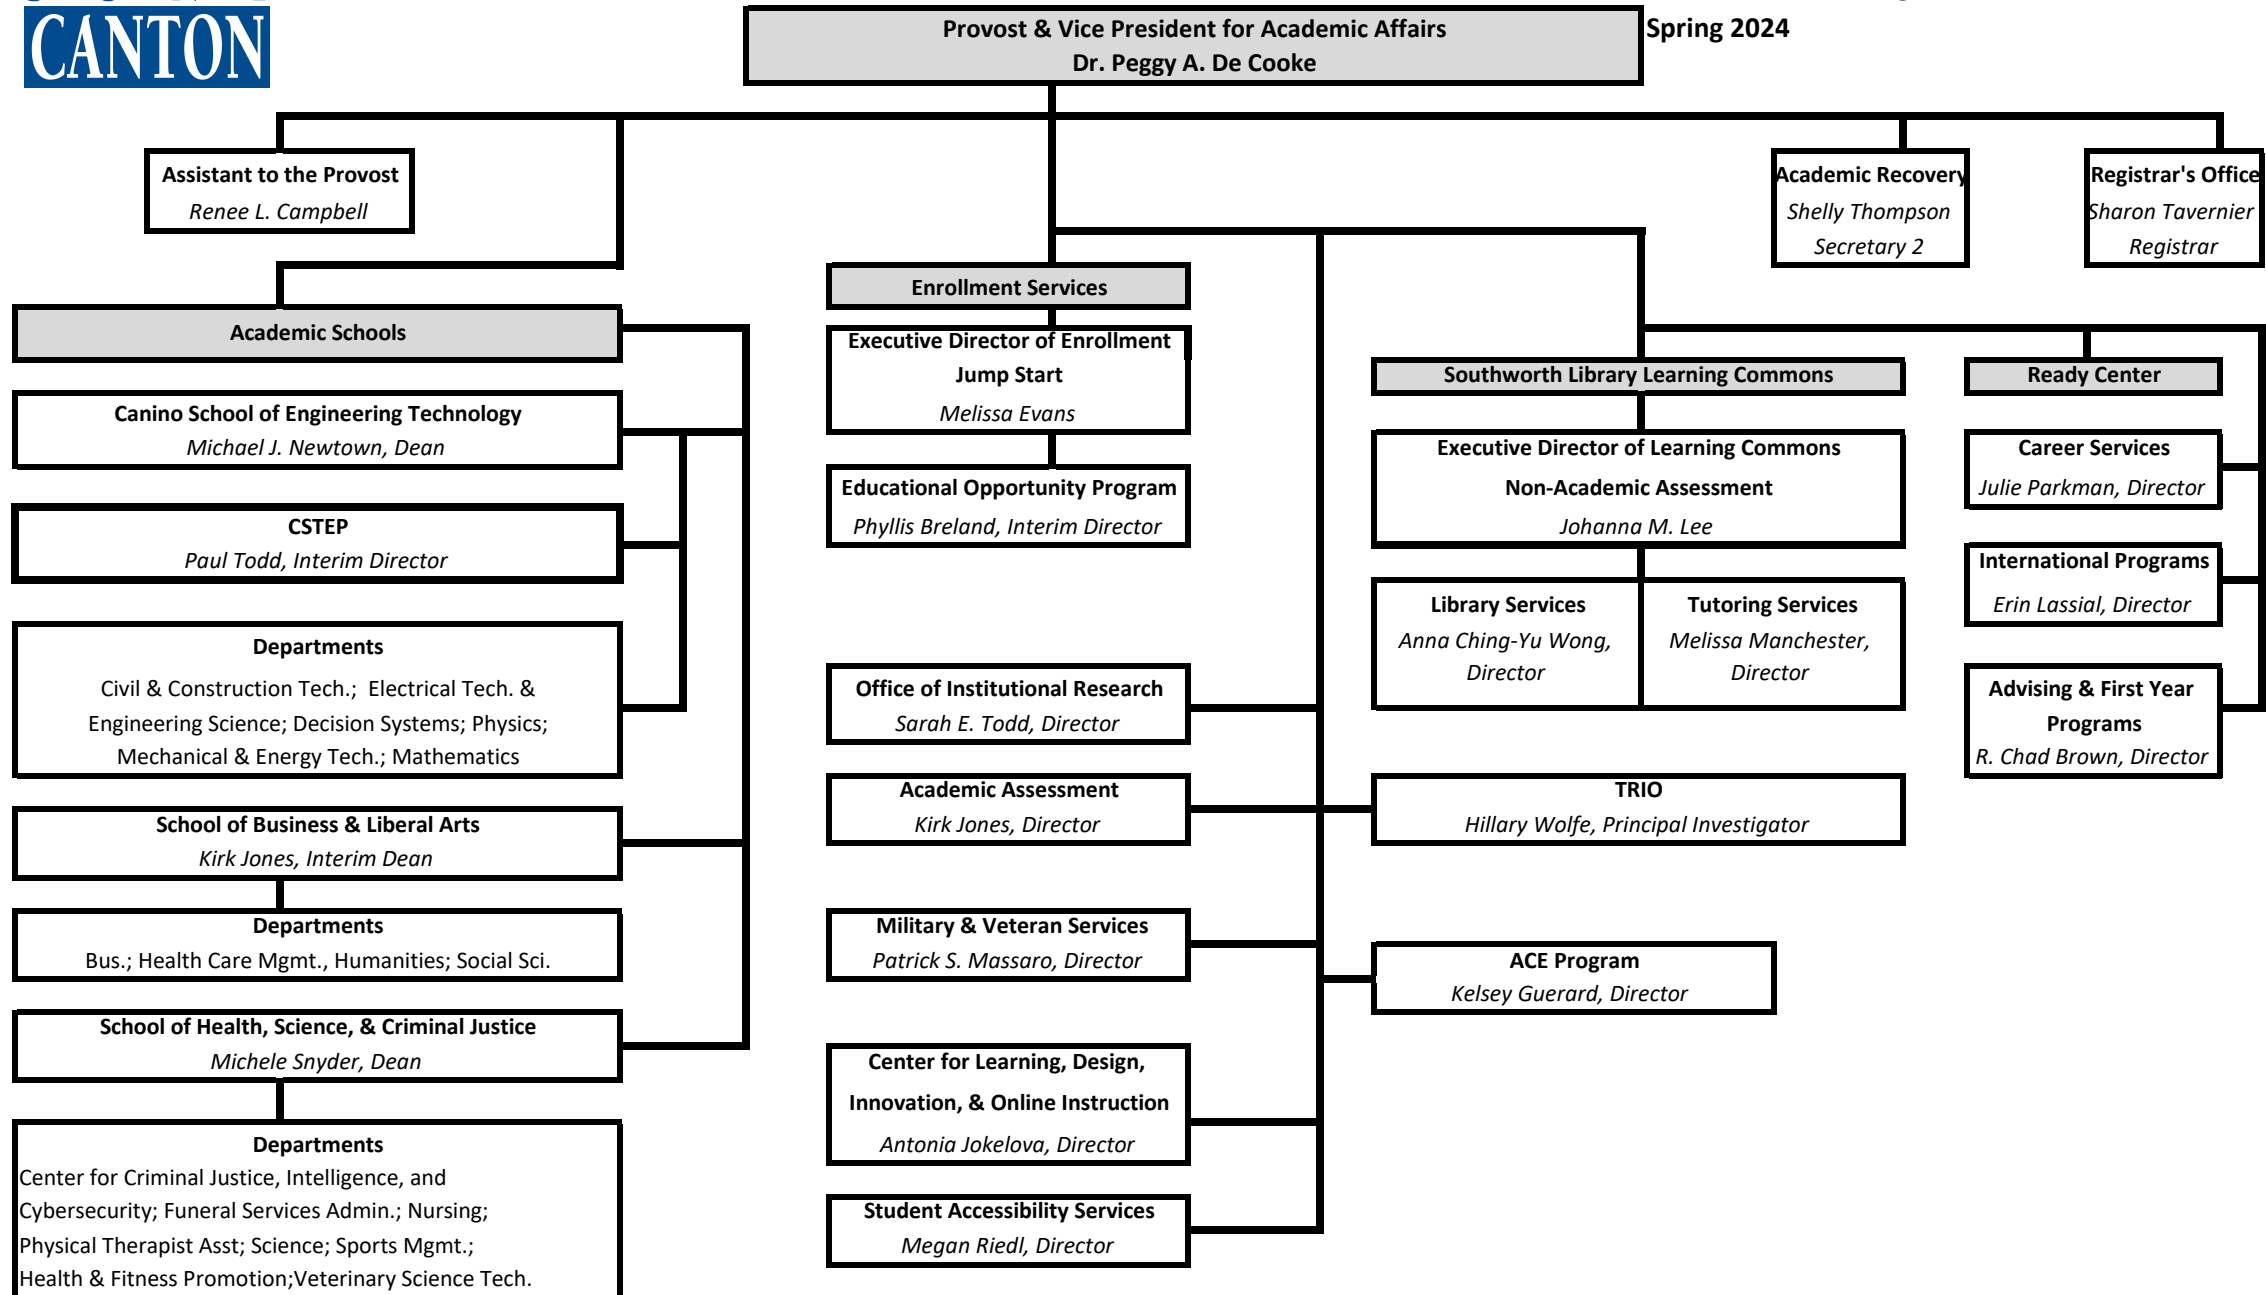 CANTON
Provost & Vice President for Academic Affairs
Dr. Peggy A. De Cooke
Spring 2024
Assistant to the Provost
Renee L. Campbell
Academic Recovery
Shelly Thompson
Secretary 2
Registrar's Office
Sharon Tavernier
Registrar
Academic Schools
Canino School of Engineering Technology
Michael J. Newtown, Dean
CSTEP
Paul Todd, Interim Director
Departments
Civil & Construction Tech.; Electrical Tech. &
Engineering Science; Decision Systems; Physics;
Mechanical & Energy Tech.; Mathematics
School of Business & Liberal Arts
Kirk Jones, Interim Dean
Departments
Bus.; Health Care Mgmt., Humanities; Social Sci.
School of Health, Science, & Criminal Justice
Michele Snyder, Dean
Departments
Center for Criminal Justice, Intelligence, and
Cybersecurity; Funeral Services Admin.; Nursing;
Physical Therapist Asst; Science; Sports Mgmt.;
Health & Fitness Promotion;Veterinary Science Tech.
Enrollment Services
Executive Director of Enrollment
Jump Start
Melissa Evans
Educational Opportunity Program
Phyllis Breland, Interim Director
Office of Institutional Research
Sarah E. Todd, Director
Academic Assessment
Kirk Jones, Director
Military & Veteran Services
Patrick S. Massaro, Director
Center for Learning, Design,
Innovation, & Online Instruction
Antonia Jokelova, Director
Student Accessibility Services
Megan Riedl, Director
Southworth Library Learning Commons
Executive Director of Learning Commons
Non-Academic Assessment
Johanna M. Lee
Library Services
Anna Ching-Yu Wong,
Director
Tutoring Services
Melissa Manchester,
Director
TRIO
Hillary Wolfe, Principal Investigator
ACE Program
Kelsey Guerard, Director
Ready Center
Career Services
Julie Parkman, Director
International Programs
Erin Lassial, Director
Advising & First Year
Programs
R. Chad Brown, Director